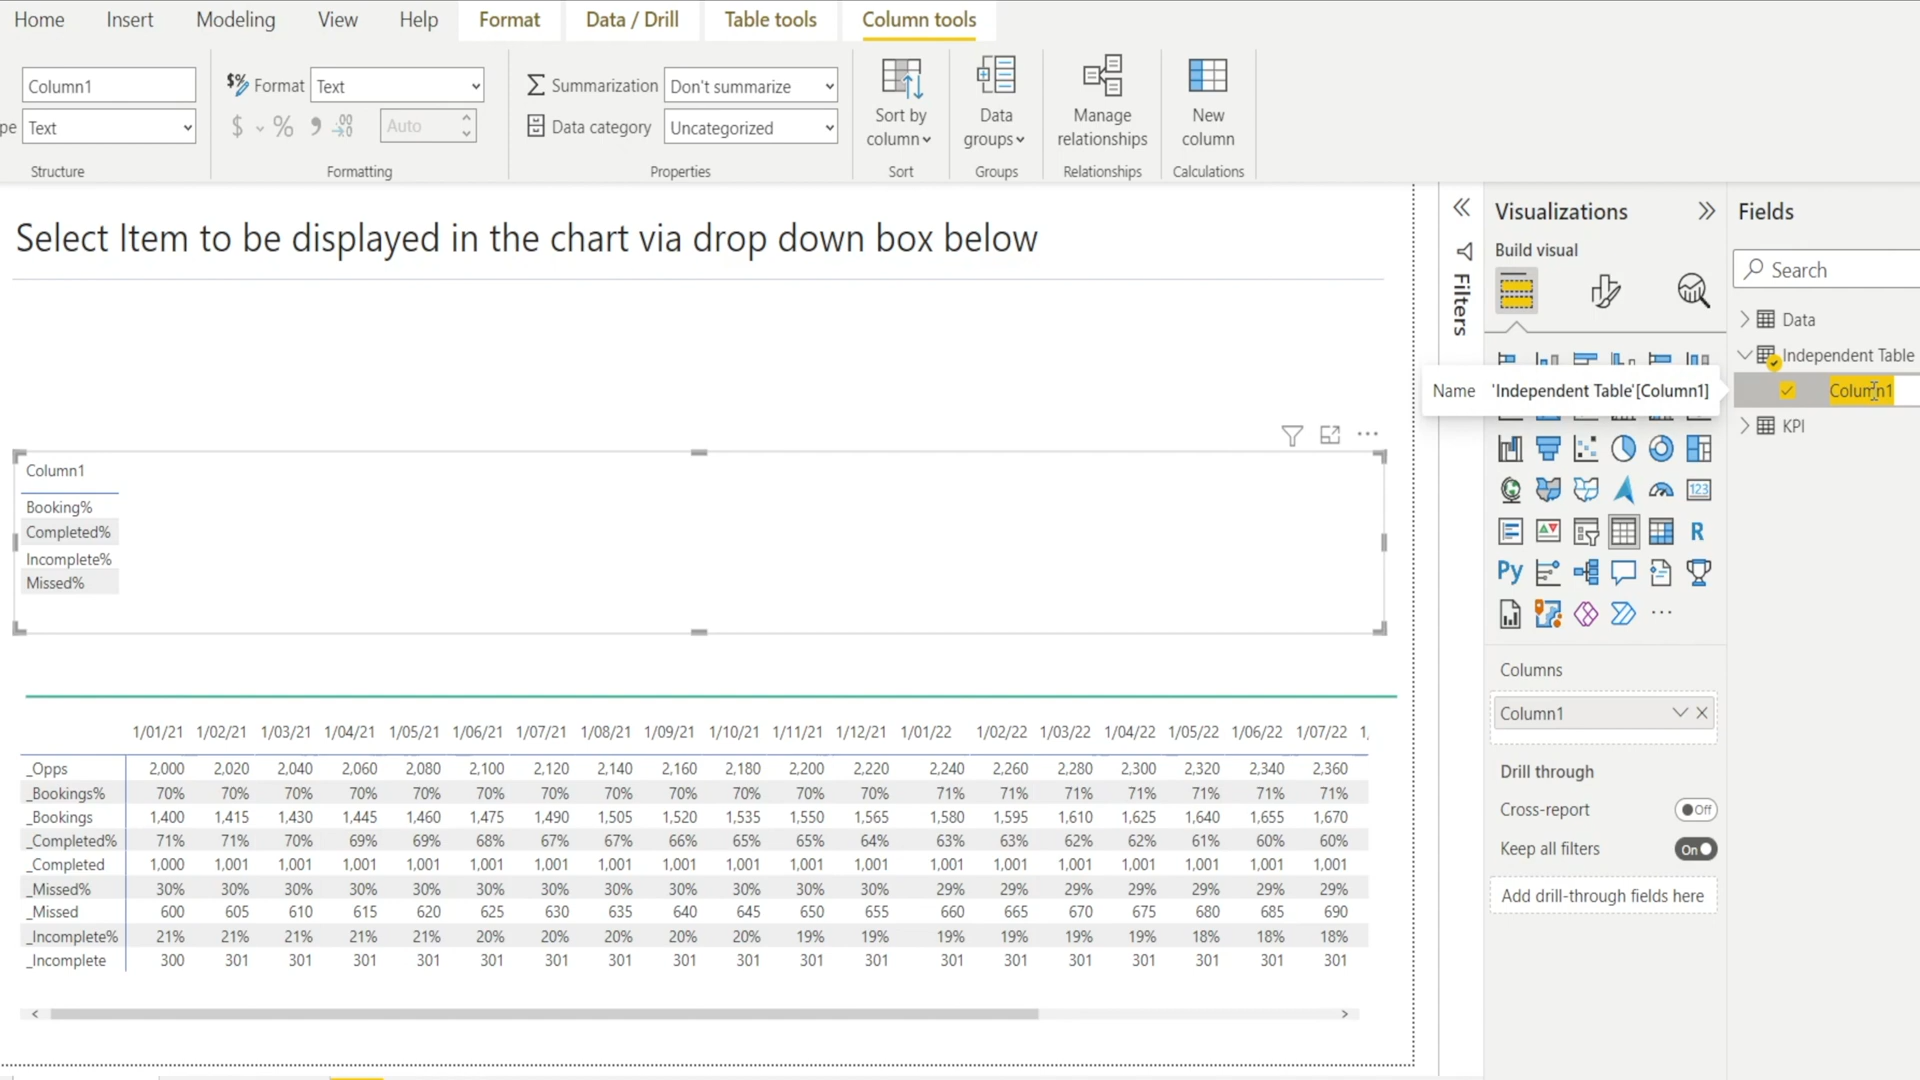 Home Insert Modeling View Help Format Data / Drill Table tools Column tools
Column1
$% Format Text
Summarization Don't summarize
pe Text
$ % Auto
Data category Uncategorized
Sort by column
Data groups
Manage relationships
New column
Structure Formatting Properties Sort Groups Relationships Calculations
Select Item to be displayed in the chart via drop down box below
Filters
Visualizations
Build visual
Fields
Search
Data
Independent Table
Column1
KPI
Name 'Independent Table'[Column1]
123
R
Py
Columns
Column1
Drill through
Cross-report Off
Keep all filters On
Add drill-through fields here
Column1
Booking%
Completed%
Incomplete%
Missed%
1/01/21 1/02/21 1/03/21 1/04/21 1/05/21 1/06/21 1/07/21 1/08/21 1/09/21 1/10/21 1/11/21 1/12/21 1/01/22 1/02/22 1/03/22 1/04/22 1/05/22 1/06/22 1/07/22 1,
_Opps 2,000 2,020 2,040 2,060 2,080 2,100 2,120 2,140 2,160 2,180 2,200 2,220 2,240 2,260 2,280 2,300 2,320 2,340 2,360
_Bookings% 70% 70% 70% 70% 70% 70% 70% 70% 70% 70% 70% 70% 71% 71% 71% 71% 71% 71% 71%
_Bookings 1,400 1,415 1,430 1,445 1,460 1,475 1,490 1,505 1,520 1,535 1,550 1,565 1,580 1,595 1,610 1,625 1,640 1,655 1,670
_Completed% 71% 71% 70% 69% 69% 68% 67% 67% 66% 65% 65% 64% 63% 63% 62% 62% 61% 60% 60%
_Completed 1,000 1,001 1,001 1,001 1,001 1,001 1,001 1,001 1,001 1,001 1,001 1,001 1,001 1,001 1,001 1,001 1,001 1,001 1,001
_Missed% 30% 30% 30% 30% 30% 30% 30% 30% 30% 30% 30% 30% 29% 29% 29% 29% 29% 29% 29%
_Missed 600 605 610 615 620 625 630 635 640 645 650 655 660 665 670 675 680 685 690
_Incomplete% 21% 21% 21% 21% 21% 20% 20% 20% 20% 20% 19% 19% 19% 19% 19% 19% 18% 18% 18%
_Incomplete 300 301 301 301 301 301 301 301 301 301 301 301 301 301 301 301 301 301 301